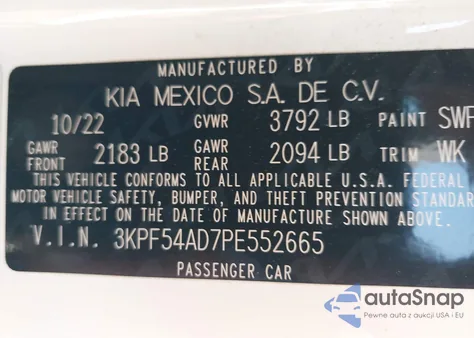 MANUFACTURED BY
KIA MEXICO S.A. DE C.V.
10/22 GVWR 3792 LB PAINT SWP
GAWR FRONT 2183 LB GAWR REAR 2094 LB TRIM WK
THIS VEHICLE CONFORMS TO ALL APPLICABLE U.S.A. FEDERAL
MOTOR VEHICLE SAFETY, BUMPER, AND THEFT PREVENTION STANDARD
IN EFFECT ON THE DATE OF MANUFACTURE SHOWN ABOVE.
V.I.N. 3KPF54AD7PE552665
PASSENGER CAR
autoSnap
Pewne auta z aukcji USA i EU